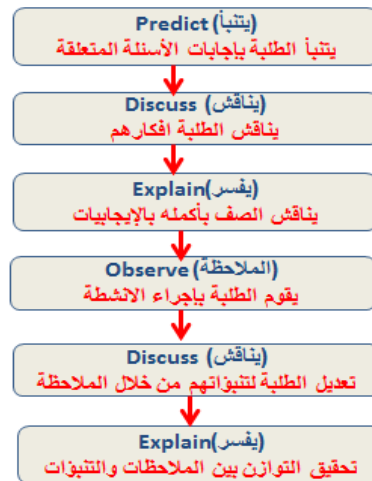 Predict (يتنبأ)
يتنبأ الطلبة بإجابات الأسئلة المتعلقة
Discuss (يناقش)
يناقش الطلبة افكارهم
Explain(يفسر)
يناقش الصف بأكمله بالإيجابيات
Observe (الملاحظة)
يقوم الطلبة بإجراء الانشطة
Discuss (يناقش)
تعديل الطلبة لتنبؤاتهم من خلال الملاحظة
Explain(يفسر)
تحقيق التوازن بين الملاحظات والتنبؤات